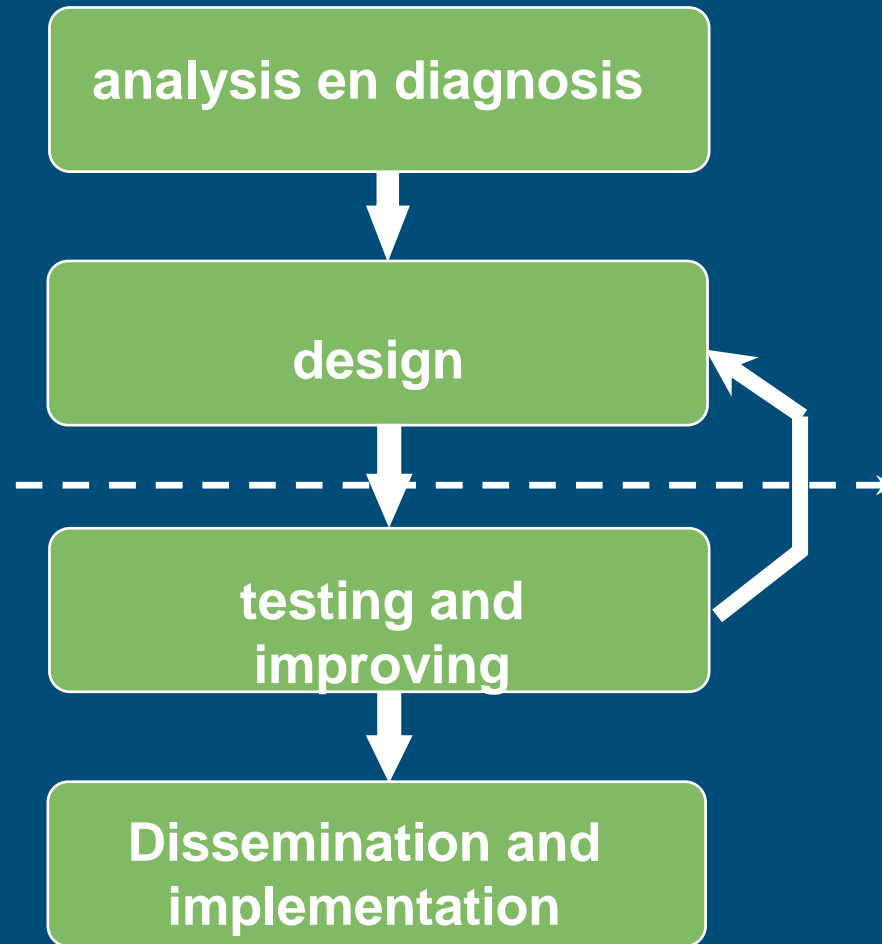 analysis en diagnosis
design
testing and
improving
Dissemination and
implementation